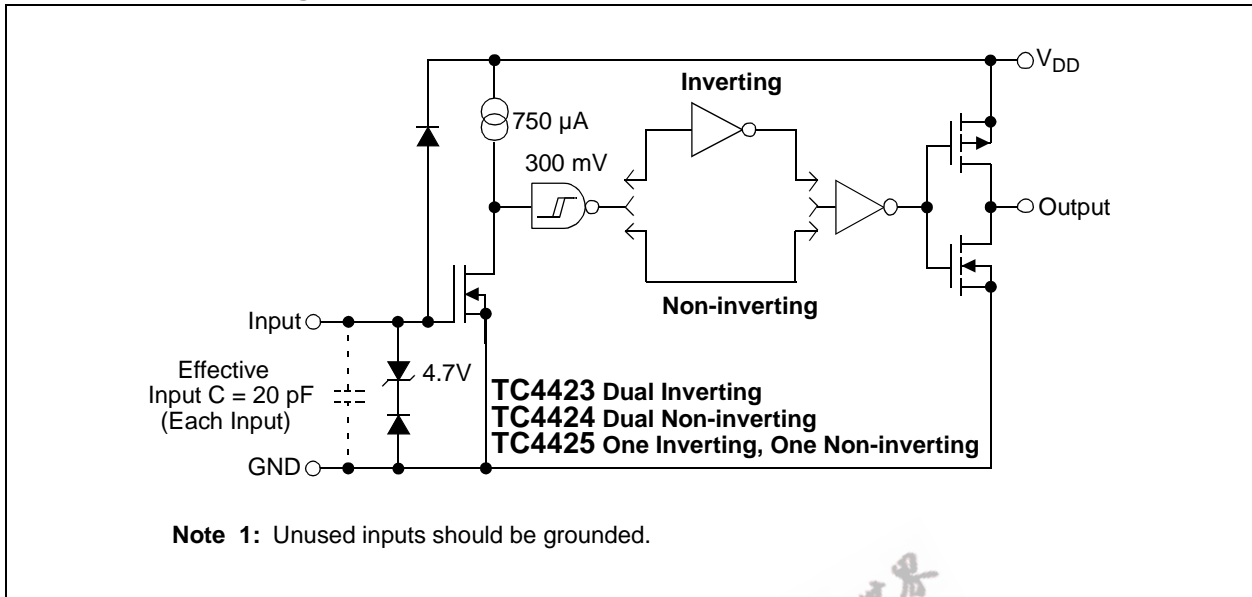 V_DD
Inverting
750 µA
300 mV
Output
Non-inverting
Input
Effective
Input C = 20 pF
(Each Input)
4.7V
TC4423 Dual Inverting
TC4424 Dual Non-inverting
TC4425 One Inverting, One Non-inverting
GND
Note 1: Unused inputs should be grounded.